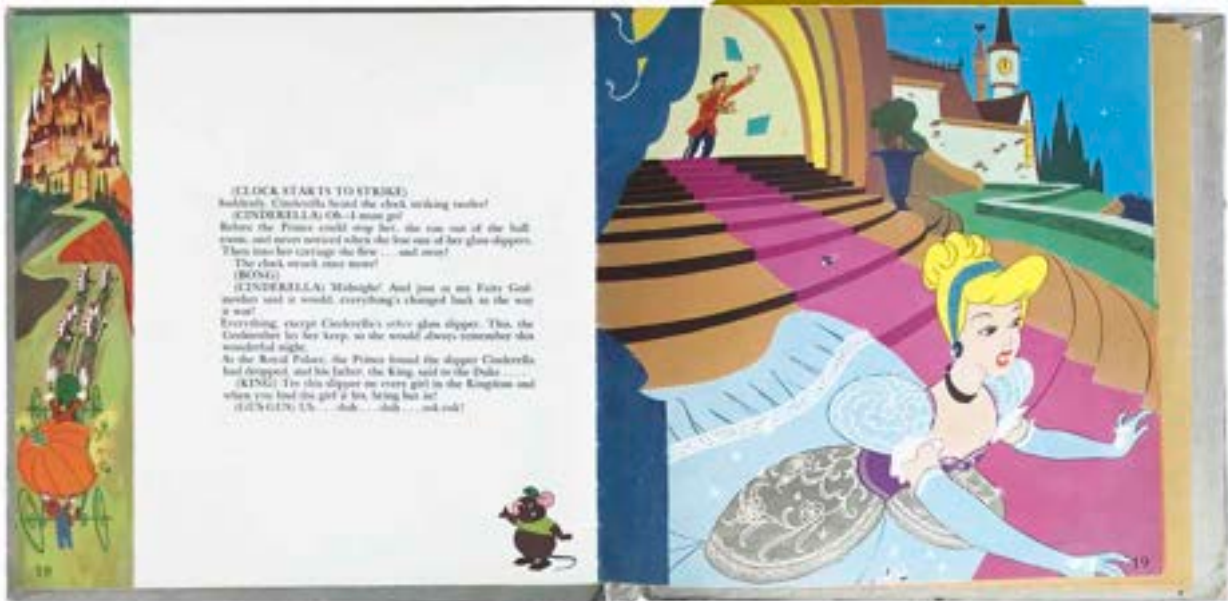 (CLOCK STARTS TO STRIKE)
Suddenly, Cinderella heard the clock striking twelve!
(CINDERELLA) Oh—I must go!
Before the Prince could stop her, she ran out of the ball
room, and never noticed when she lost one of her glass slippers.
Then into her carriage she flew . . . and away!
The clock struck once more!
(BONG)
(CINDERELLA) Midnight! And just as my Fairy God-
mother said it would, everything's changed back to the way
it was!
Everything, except Cinderella's other glass slipper. This, the
Godmother let her keep, so she would always remember this
wonderful night.
At the Royal Palace, the Prince found the slipper Cinderella
had dropped, and his father, the King, said to the Duke . . . . .
(KING) Try this slipper on every girl in the Kingdom and
when you find the girl it fits, bring her in!
(GUS GUS) Uh . . . duh . . . duh . . .
18
19